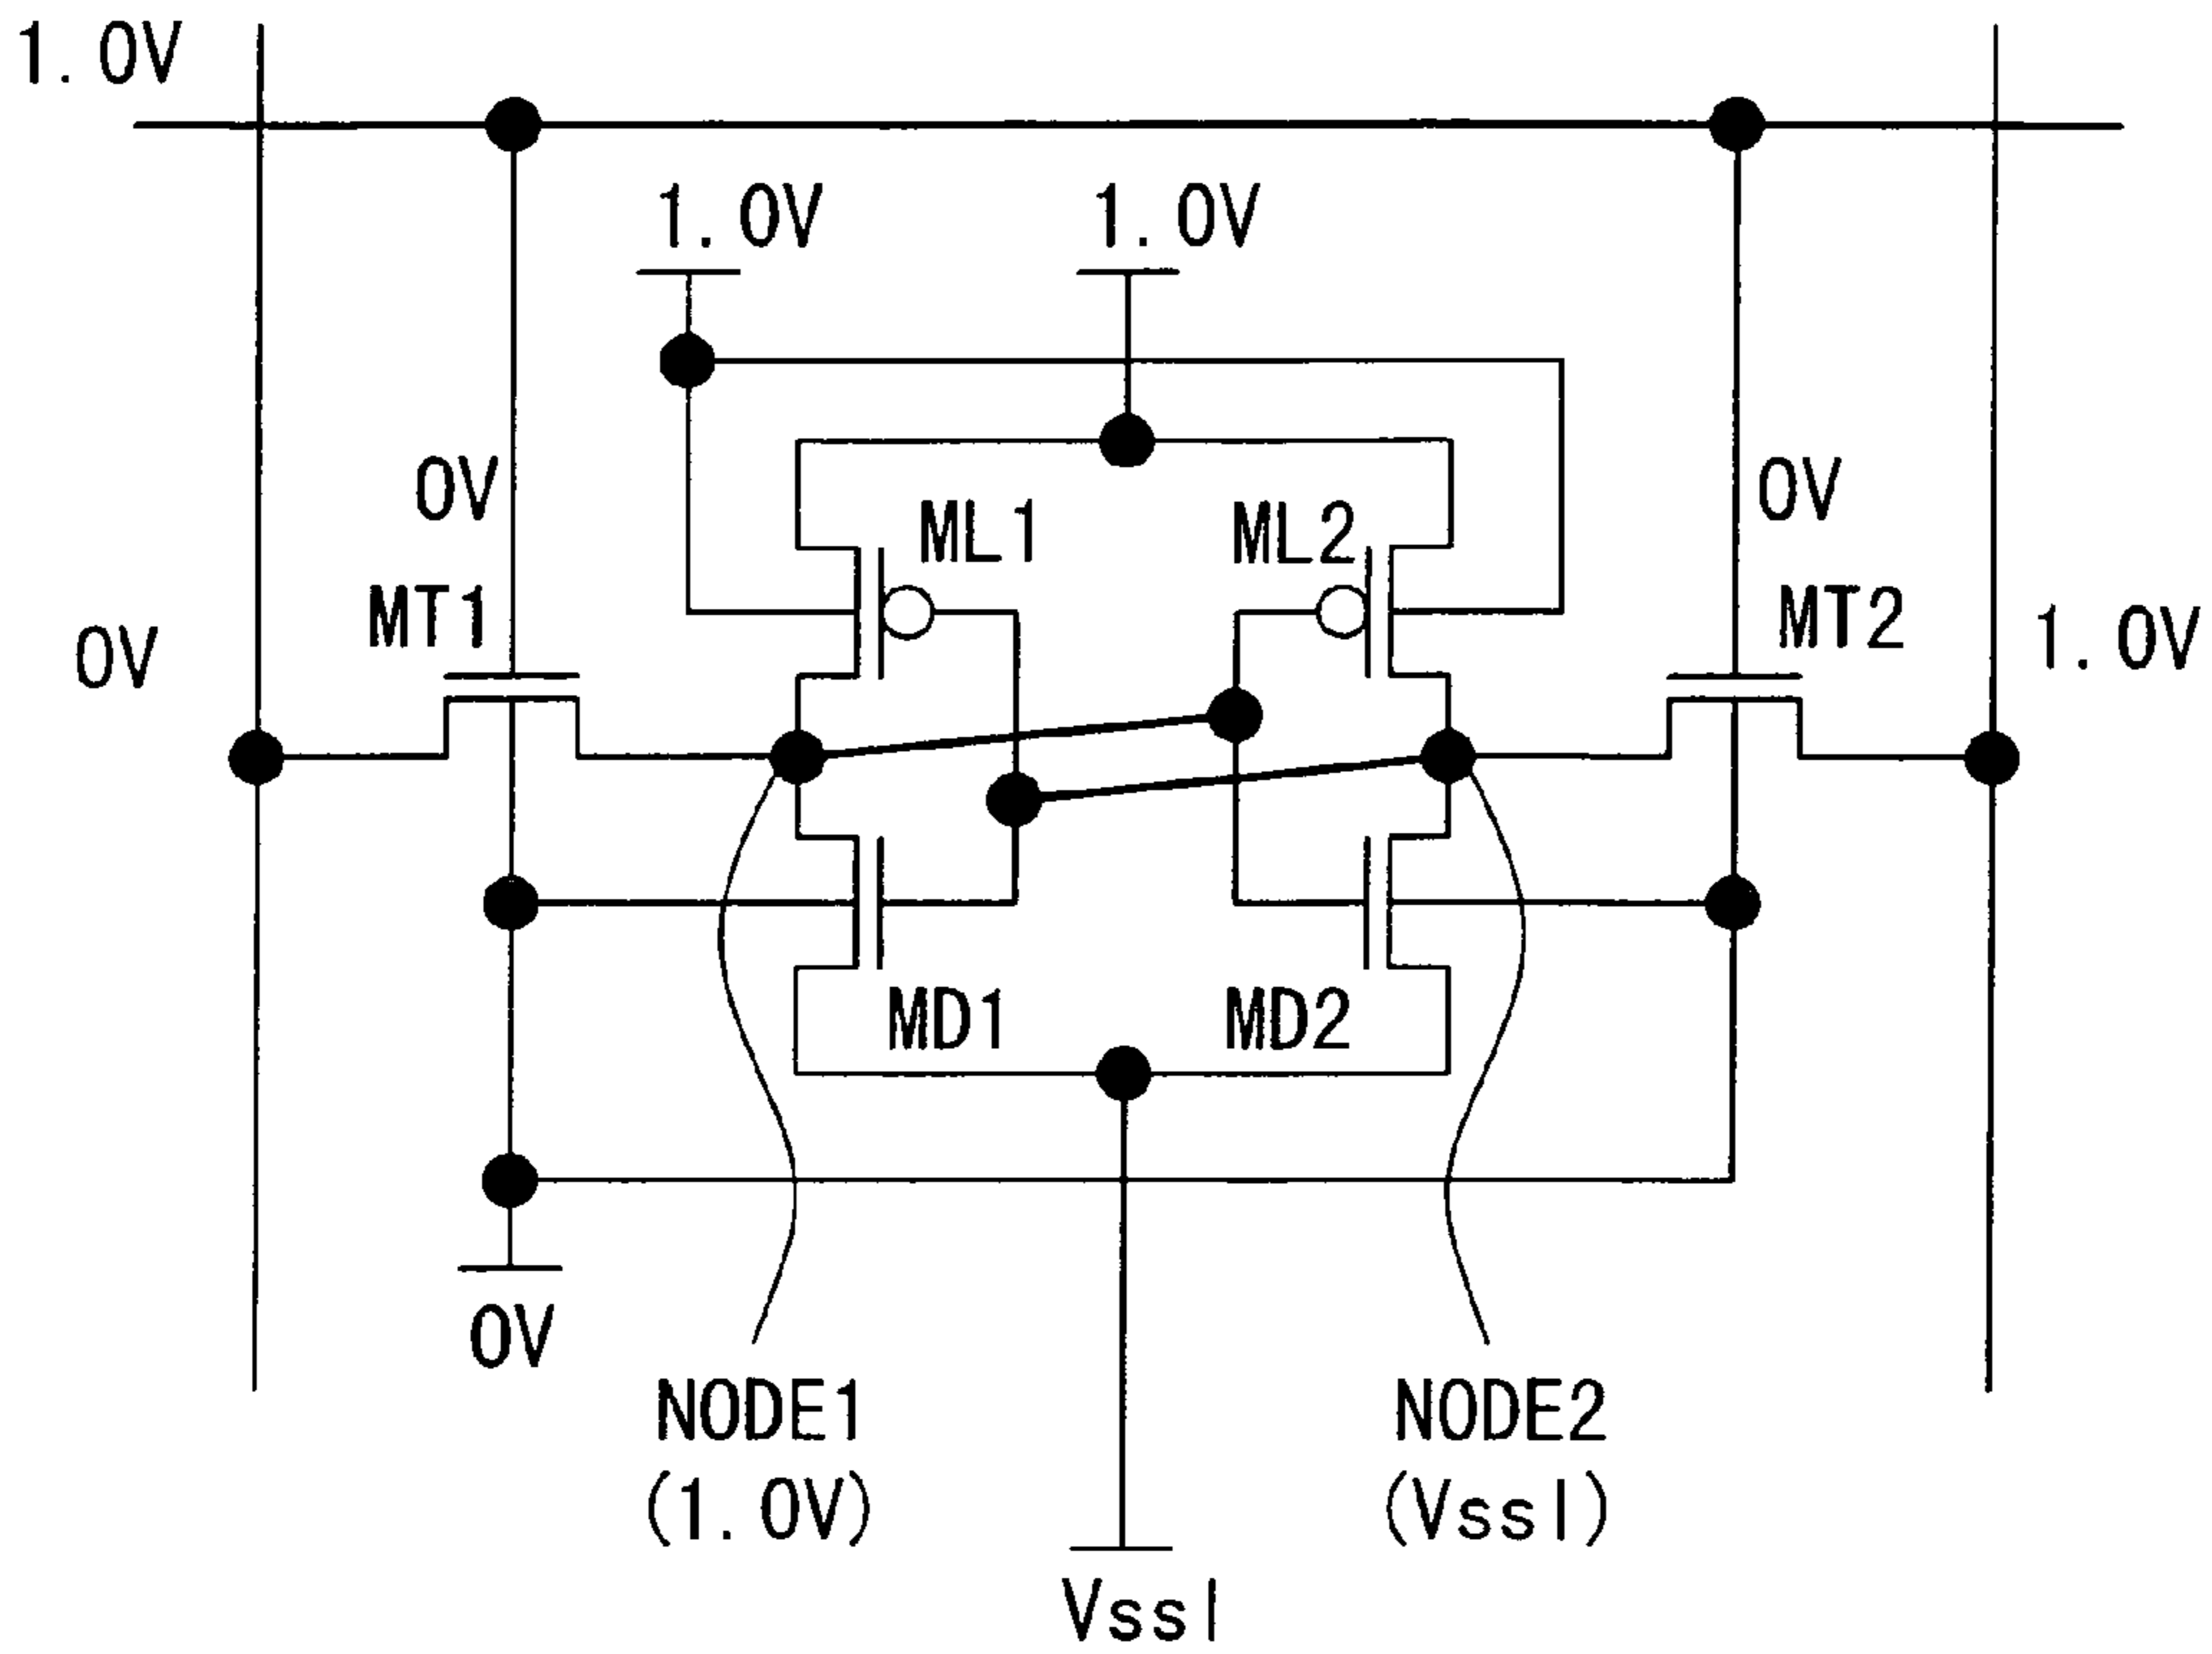 1.0V
1.0V
1.0V
0V
0V
ML1
ML2
MT1
MT2
0V
1.0V
MD1
MD2
0V
NODE1
(1.0V)
NODE2
(Vssl)
Vssl